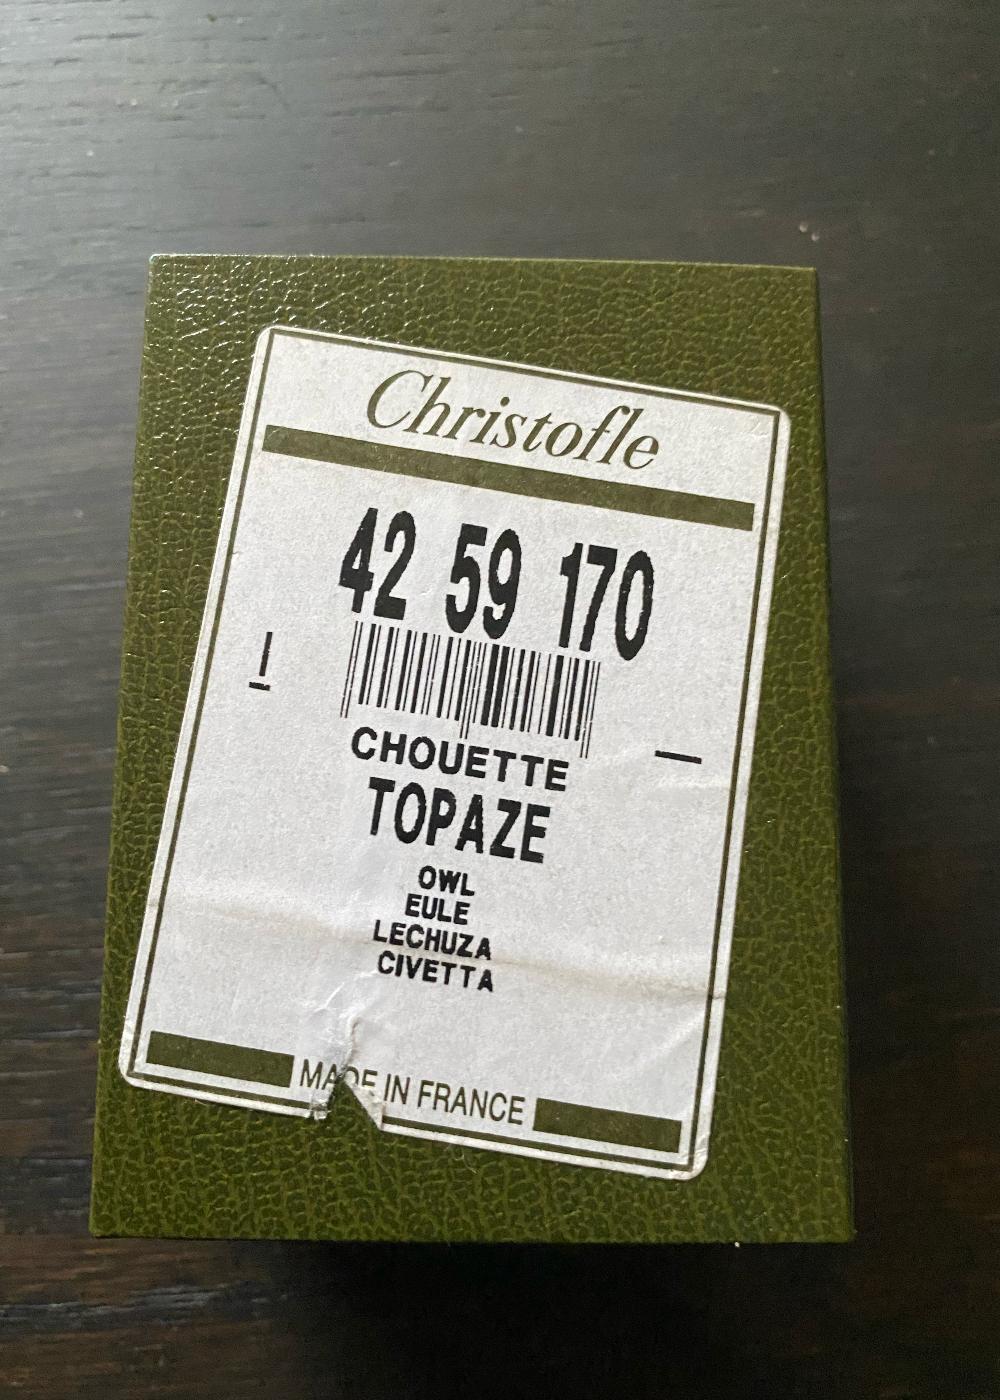 Christofle
42 59 170
CHOUETTE
TOPAZE
OWL
EULE
LECHUZA
CIVETTA
MADE IN FRANCE